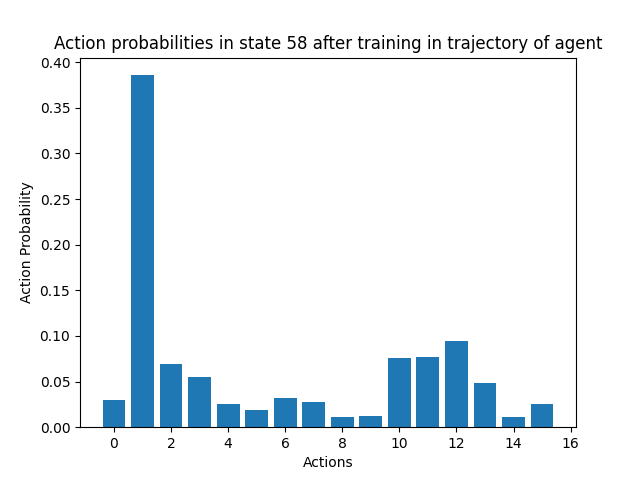 Action probabilities in state 58 after training in trajectory of agent
0.40
0.35
0.30
0.25
0.20
0.15
0.10
0.05
0.00
Action Probability
0 2 4 6 8 10 12 14 16
Actions